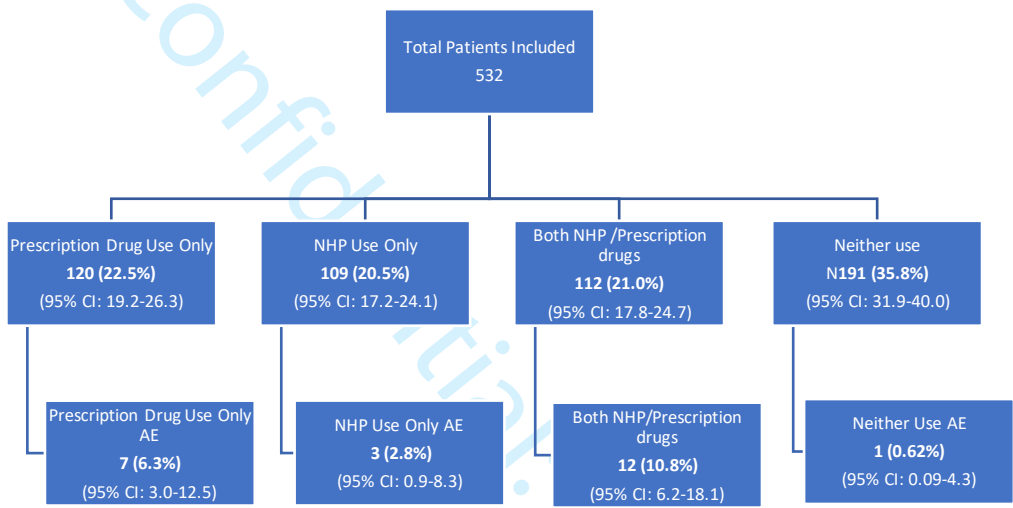 Total Patients Included
532
Prescription Drug Use Only
120 (22.5%)
(95% CI: 19.2-26.3)
NHP Use Only
109 (20.5%)
(95% CI: 17.2-24.1)
Both NHP /Prescription
drugs
112 (21.0%)
(95% CI: 17.8-24.7)
Neither use
N191 (35.8%)
(95% CI: 31.9-40.0)
Prescription Drug Use Only
AE
7 (6.3%)
(95% CI: 3.0-12.5)
NHP Use Only AE
3 (2.8%)
(95% CI: 0.9-8.3)
Both NHP/Prescription
drugs
12 (10.8%)
(95% CI: 6.2-18.1)
Neither Use AE
1 (0.62%)
(95% CI: 0.09-4.3)